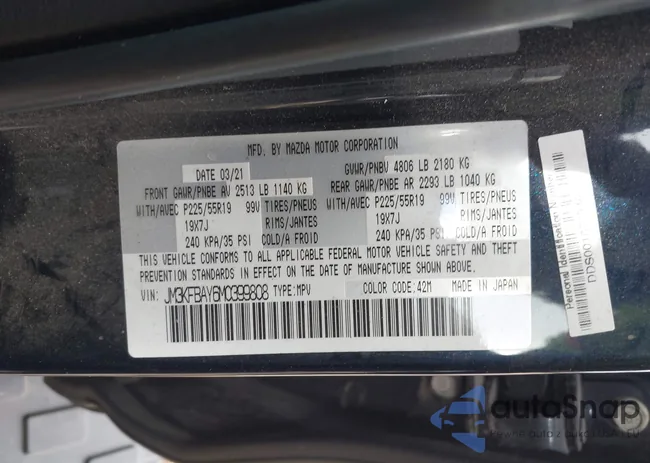 MFD. BY MAZDA MOTOR CORPORATION
DATE 03/21
GVWR/PNBV 4806 LB 2180 KG
FRONT GAWR/PNBE AV 2513 LB 1140 KG
REAR GAWR/PNBE AR 2293 LB 1040 KG
WITH/AVEC P225/55R19 99V TIRES/PNEUS
WITH/AVEC P225/55R19 99V TIRES/PNEUS
19X7J RIMS/JANTES
19X7J RIMS/JANTES
240 KPA/35 PSI COLD/A FROID
240 KPA/35 PSI COLD/A FROID
THIS VEHICLE CONFORMS TO ALL APPLICABLE FEDERAL MOTOR VEHICLE SAFETY AND THEFT
PREVENTION STANDARDS IN EFFECT ON THE DATE OF MANUFACTURE SHOWN ABOVE.
VIN: JM3KFBAY6M0399808 TYPE:MPV COLOR CODE:42M MADE IN JAPAN
Personal Identification
autoSnap